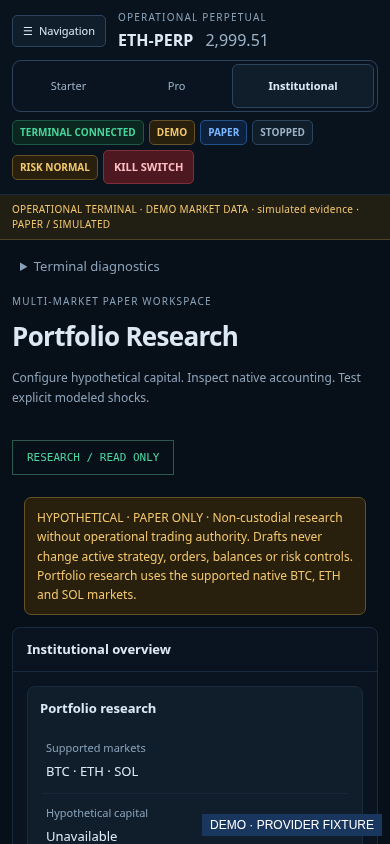 ☰ Navigation
OPERATIONAL PERPETUAL
ETH-PERP 2,999.51
Starter Pro Institutional
TERMINAL CONNECTED DEMO PAPER STOPPED
RISK NORMAL KILL SWITCH
OPERATIONAL TERMINAL · DEMO MARKET DATA · simulated evidence ·
PAPER / SIMULATED
▶ Terminal diagnostics
MULTI-MARKET PAPER WORKSPACE
Portfolio Research
Configure hypothetical capital. Inspect native accounting. Test
explicit modeled shocks.
RESEARCH / READ ONLY
HYPOTHETICAL · PAPER ONLY · Non-custodial research
without operational trading authority. Drafts never
change active strategy, orders, balances or risk controls.
Portfolio research uses the supported native BTC, ETH
and SOL markets.
Institutional overview
Portfolio research
Supported markets
BTC · ETH · SOL
Hypothetical capital
Unavailable
DEMO · PROVIDER FIXTURE